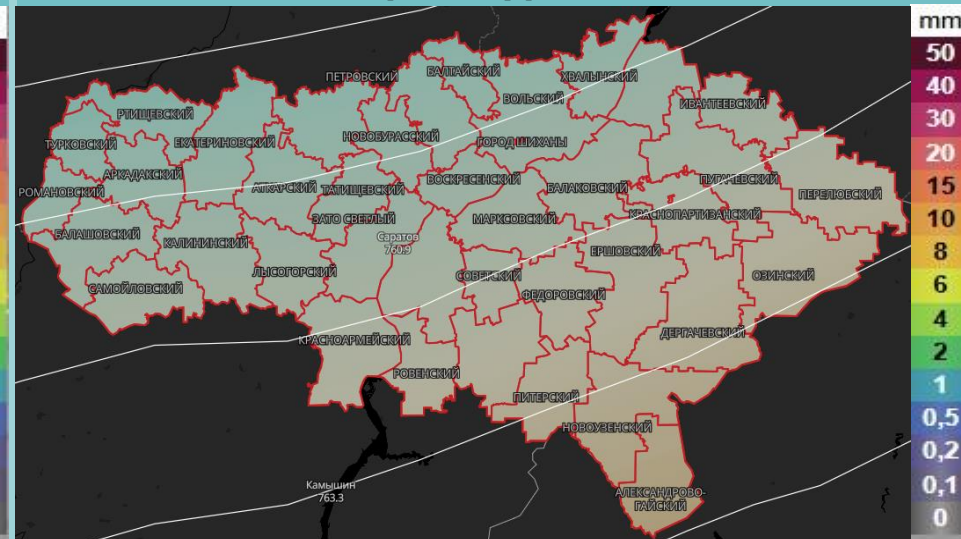 БАЛТАЙСКИЙ
ПЕТРОВСКИЙ
ХВАЛЫНСКИЙ
ВОЛЬСКИЙ
ИВАНТЕЕВСКИЙ
РТИЩЕВСКИЙ
НОВОБУРАССКИЙ
ТУРКОВСКИЙ
ЕКАТЕРИНОВСКИЙ
ГОРОД ШИХАНЫ
АРКАДАКСКИЙ
ВОСКРЕСЕНСКИЙ
ПУГАЧЕВСКИЙ
РОМАНОВСКИЙ
АТКАРСКИЙ
ТАТИЩЕВСКИЙ
БАЛАКОВСКИЙ
ПЕРЕЛЮБСКИЙ
ЗАТО СВЕТЛЫЙ
МАРКСОВСКИЙ
КРАСНОПАРТИЗАНСКИЙ
БАЛАШОВСКИЙ
КАЛИНИНСКИЙ
Саратов
760.9
ЕРШОВСКИЙ
ЛЫСОГОРСКИЙ
СОВЕТСКИЙ
ОЗИНСКИЙ
САМОЙЛОВСКИЙ
ФЕДОРОВСКИЙ
ДЕРГАЧЕВСКИЙ
КРАСНОАРМЕЙСКИЙ
РОВЕНСКИЙ
ПИТЕРСКИЙ
НОВОУЗЕНСКИЙ
Камышин
763.3
АЛЕКСАНДРОВО-
ГАЙСКИЙ
mm
50
40
30
20
15
10
8
6
4
2
1
0,5
0,2
0,1
0